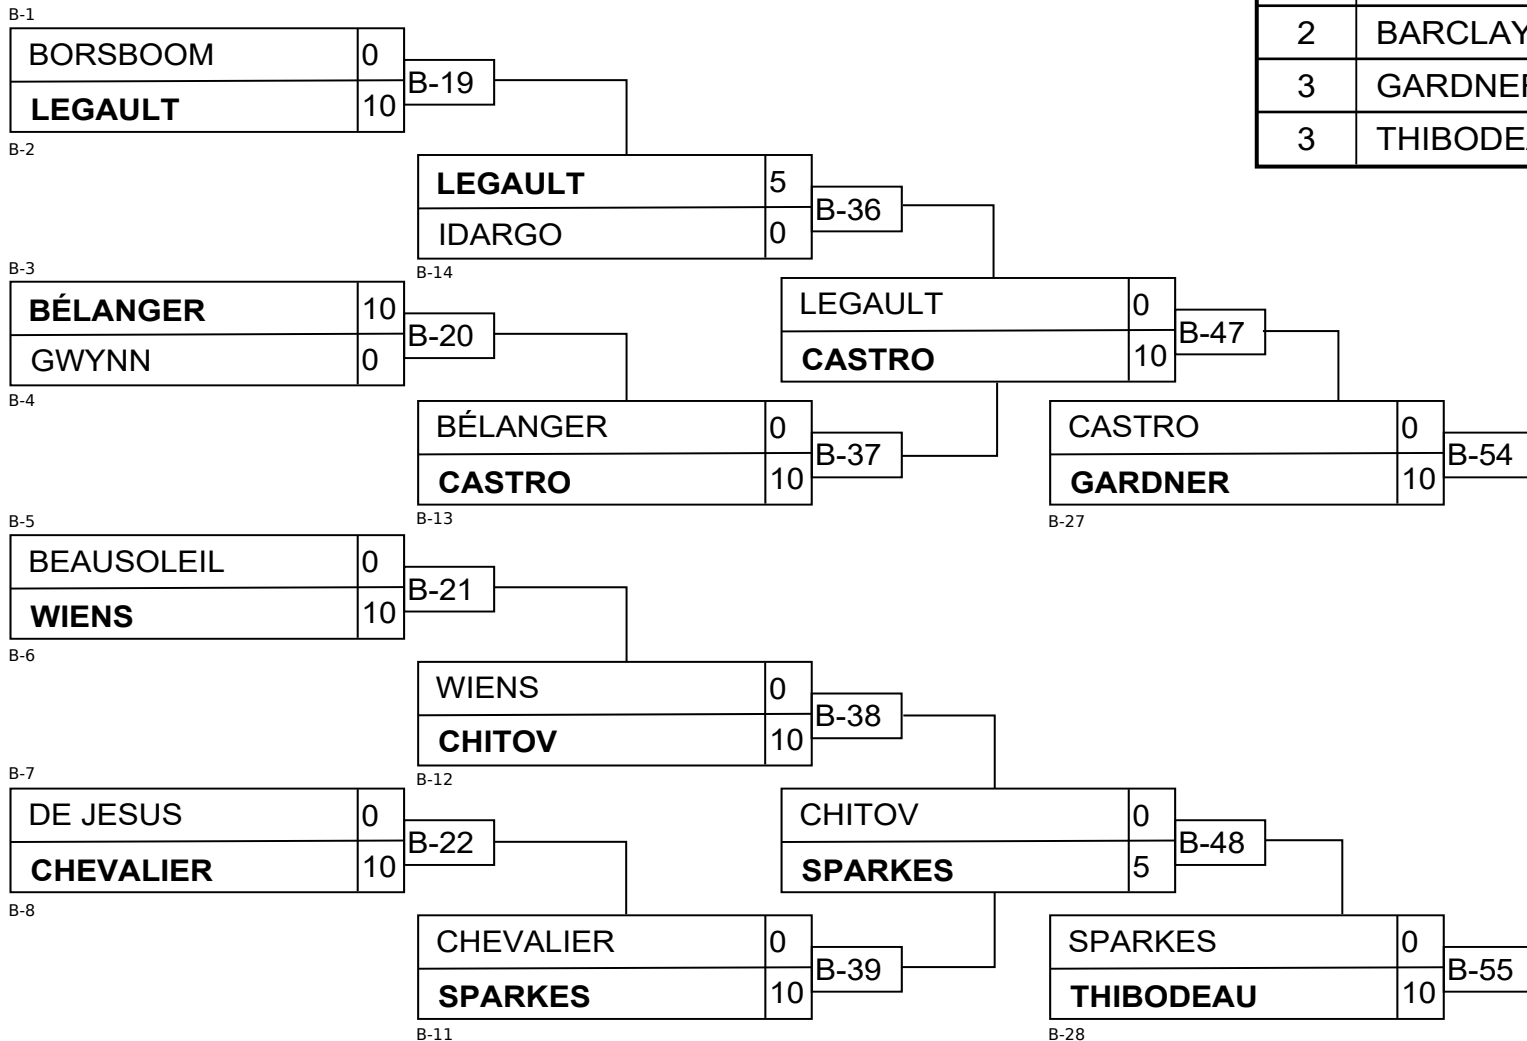 B-1
BORSBOOM 0
B-19
LEGAULT 10
B-2
2 BARCLAY
3 GARDNER
3
LEGAULT 5
B-36
IDARGO 0
B-14
B-3
BÉLANGER 10
B-20
GWYNN 0
B-4
LEGAULT 0
B-47
CASTRO 10
BÉLANGER 0
B-37
CASTRO 10
B-13
CASTRO 0
B-54
GARDNER 10
B-27
B-5
BEAUSOLEIL 0
B-21
WIENS 10
B-6
WIENS 0
B-38
CHITOV 10
B-12
B-7
DE JESUS 0
B-22
CHEVALIER 10
B-8
CHITOV 0
B-48
SPARKES 5
CHEVALIER 0
B-39
SPARKES 10
B-11
SPARKES 0
B-55
THIBODEAU 10
B-28